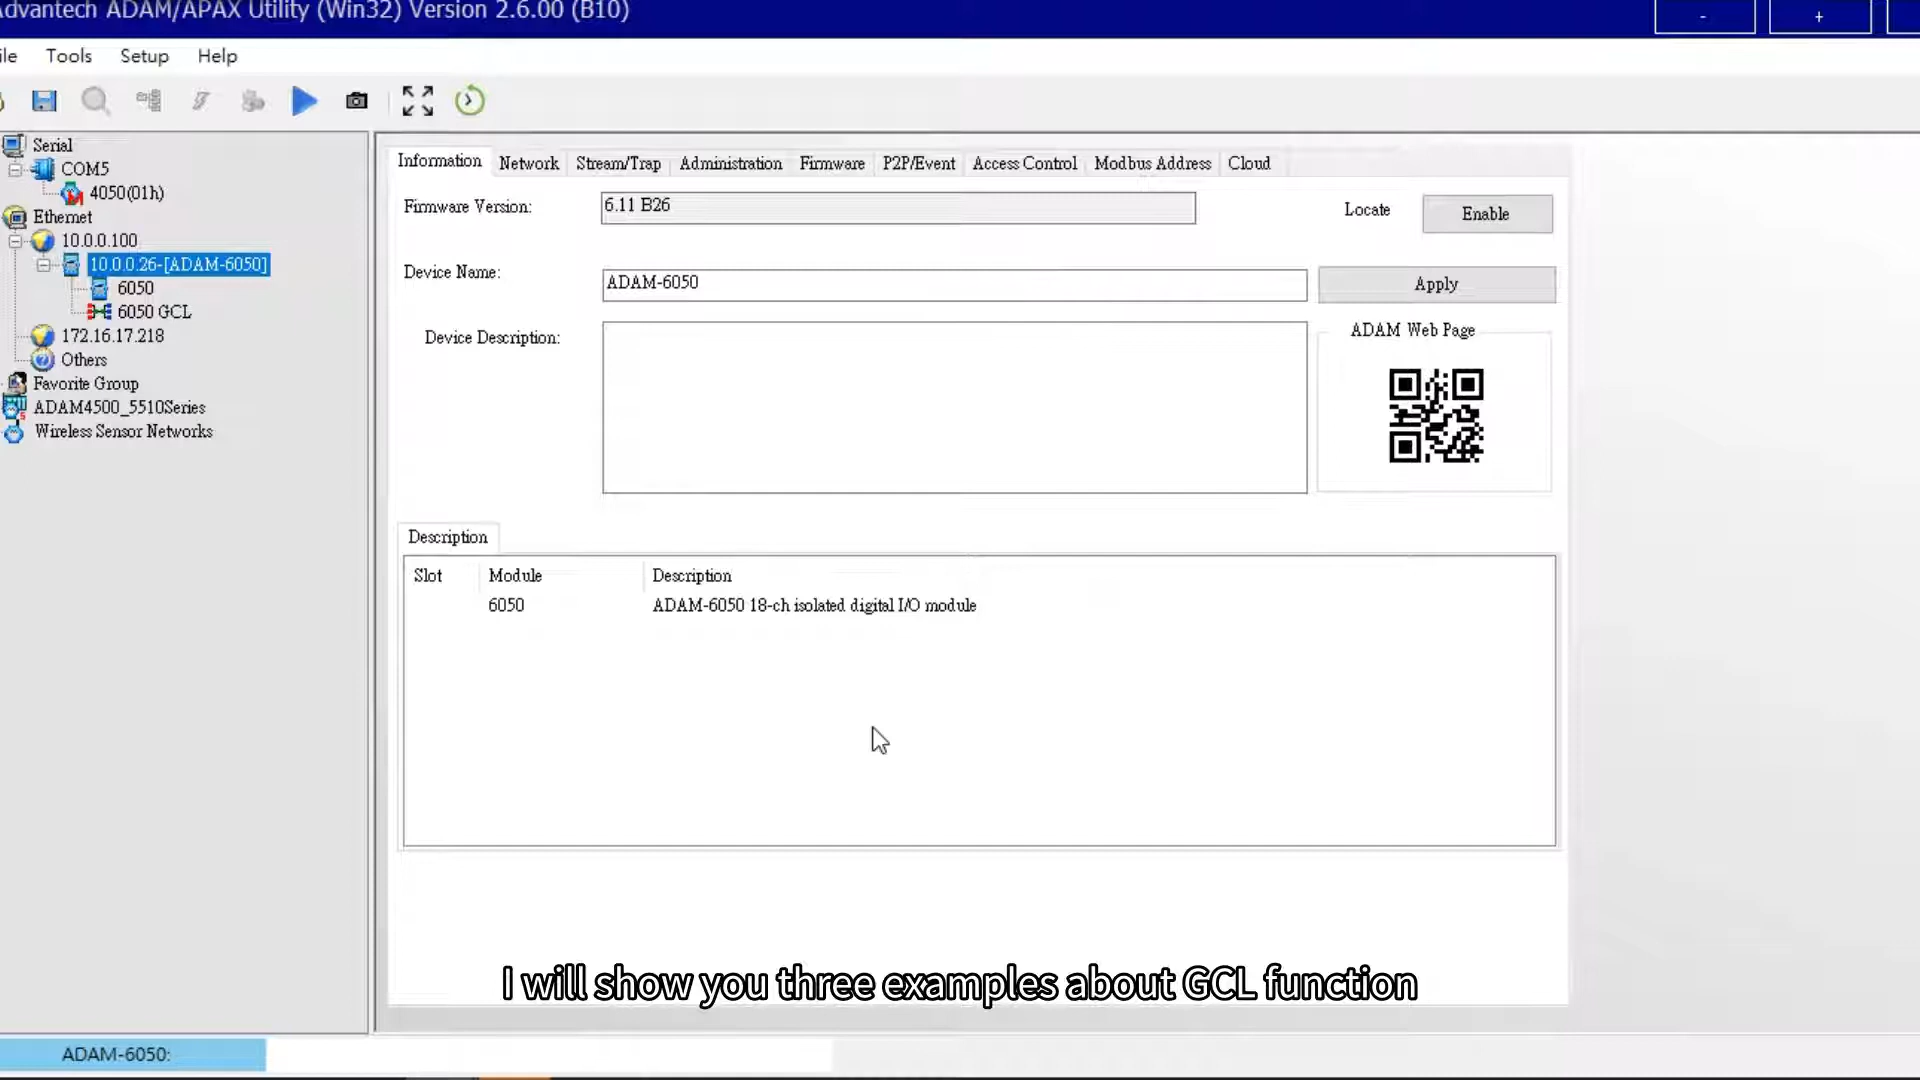 Advantech ADAM/APAX Utility (Win32) Version 2.6.00 (B10)
- +
ile Tools Setup Help
Serial
COM5
4050(01h)
Ethernet
10.0.0.100
10.0.0.26-[ADAM-6050]
6050
6050 GCL
172.16.17.218
Others
Favorite Group
ADAM4500_5510Series
Wireless Sensor Networks
Information Network Stream/Trap Administration Firmware P2P/Event Access Control Modbus Address Cloud
Firmware Version: 6.11 B26 Locate Enable
Device Name: ADAM-6050 Apply
Device Description: ADAM Web Page
Description
Slot Module Description
6050 ADAM-6050 18-ch isolated digital I/O module
I will show you three examples about GCL function
ADAM-6050: